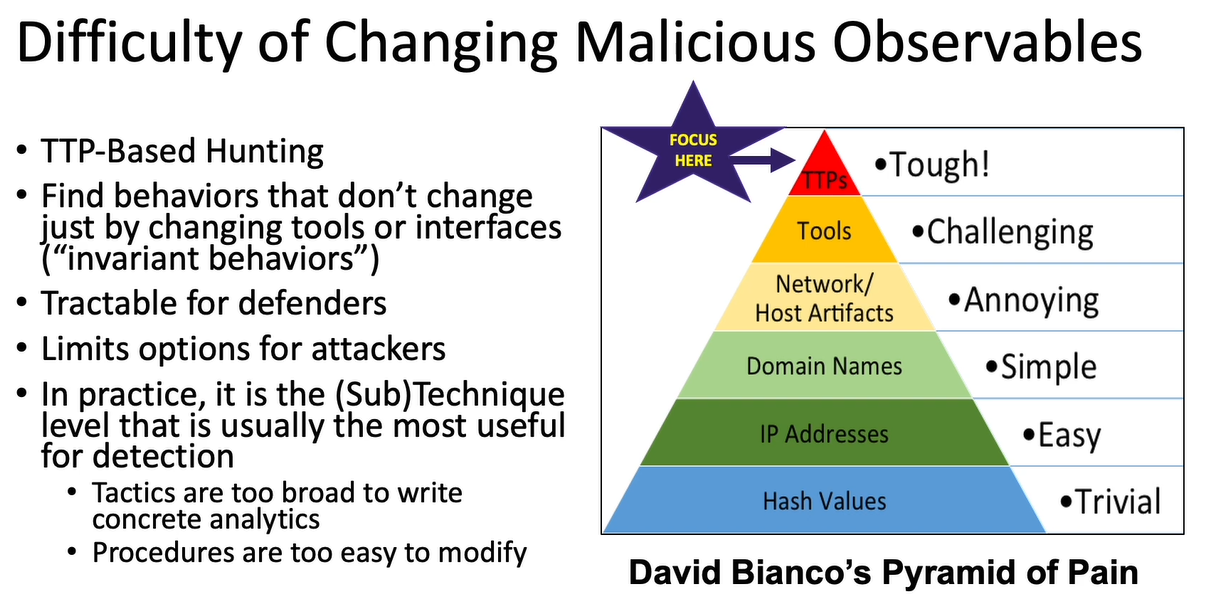 Difficulty of Changing Malicious Observables
• TTP-Based Hunting
• Find behaviors that don’t change
just by changing tools or interfaces
(“invariant behaviors”)
• Tractable for defenders
• Limits options for attackers
• In practice, it is the (Sub)Technique
level that is usually the most useful
for detection
• Tactics are too broad to write
concrete analytics
• Procedures are too easy to modify
FOCUS
HERE
TTPs
•Tough!
Tools
•Challenging
Network/
Host Artifacts
•Annoying
Domain Names
•Simple
IP Addresses
•Easy
Hash Values
•Trivial
David Bianco’s Pyramid of Pain